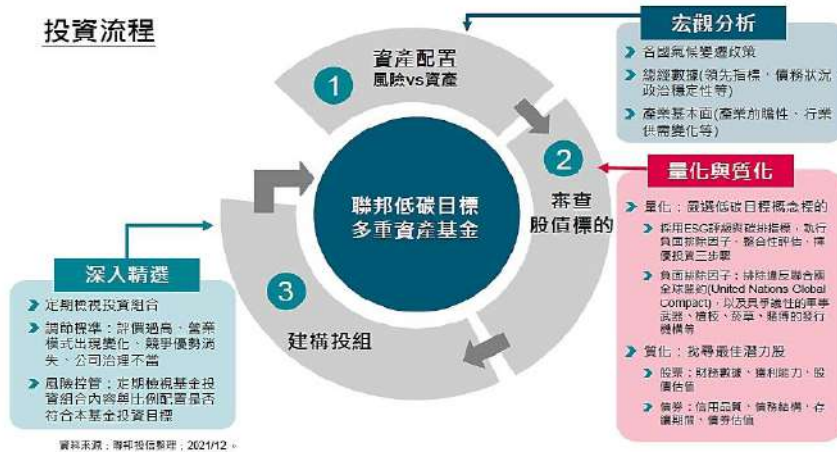 投資流程
宏觀分析
各國氣候變遷政策
總經數據(領先指標、債務狀況
政治穩定性等)
產業基本面(產業前瞻性、行業
供需變化等)
1
資產配置
風險vs資產
2
審查
股債標的
聯邦低碳目標
多重資產基金
3
建構投組
量化與質化
量化：嚴選低碳目標概念標的
採用ESG評級與碳排指標，執行
負面排除因子、整合性評估、擇
優投資三步驟
負面排除因子：排除違反聯合國
全球盟約(United Nations Global
Compact)，以及具爭議性的軍事
武器、菸草、賭博的發行
機構等
質化：找尋最佳潛力股
股票：財務數據、獲利能力、股
價估值
債券：信用品質、債務結構、存
續期間、債券估值
深入精選
定期檢視投資組合
調節標準：評價過高、營業
模式出現變化、競爭優勢消
失、公司治理不當
風險控管：定期檢視基金投
資組合內容與比例配置是否
符合本基金投資目標
資料來源：聯邦投信整理；2021/12。